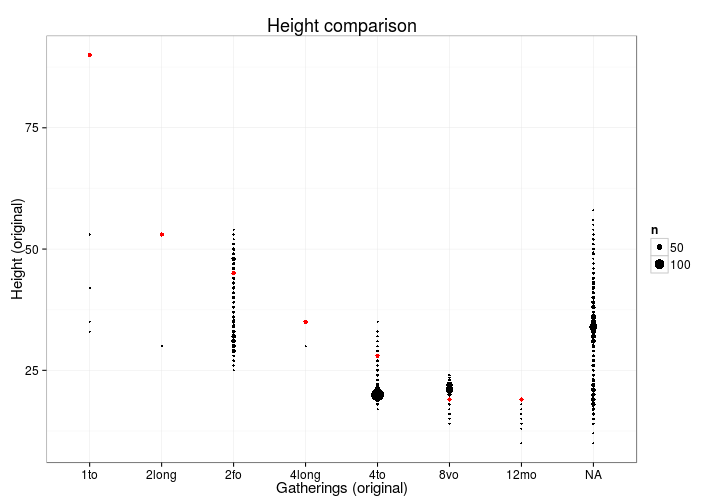 Height comparison
75
50
25
Height (original)
1to 2long 2fo 4long 4to 8vo 12mo NA
Gatherings (original)
n
50
100